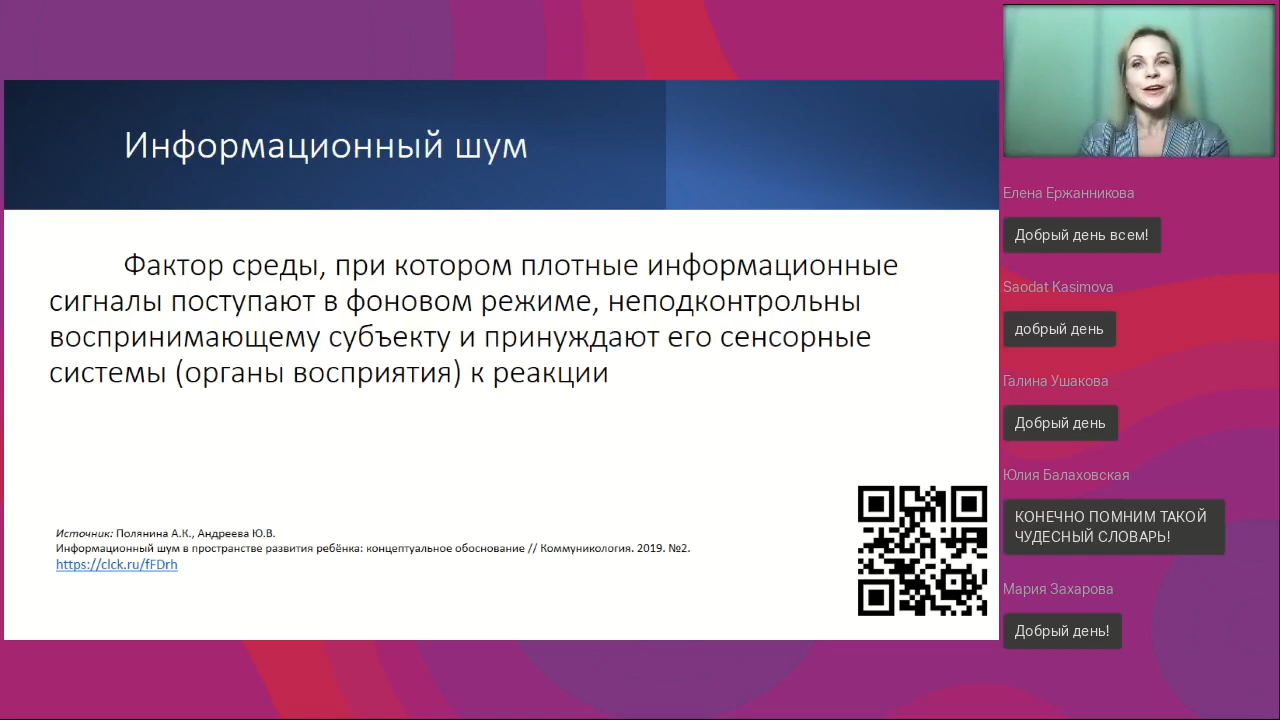 Информационный шум
Фактор среды, при котором плотные информационные
сигналы поступают в фоновом режиме, неподконтрольны
воспринимающему субъекту и принуждают его сенсорные
системы (органы восприятия) к реакции
Источник: Полянина А.К., Андреева Ю.В.
Информационный шум в пространстве развития ребёнка: концептуальное обоснование // Коммуникология. 2019. №2.
https://clck.ru/fFDrh
Елена Ержанникова
Добрый день всем!
Saodat Kasimova
добрый день
Галина Ушакова
Добрый день
Юлия Балаховская
КОНЕЧНО ПОМНИМ ТАКОЙ
ЧУДЕСНЫЙ СЛОВАРЬ!
Мария Захарова
Добрый день!